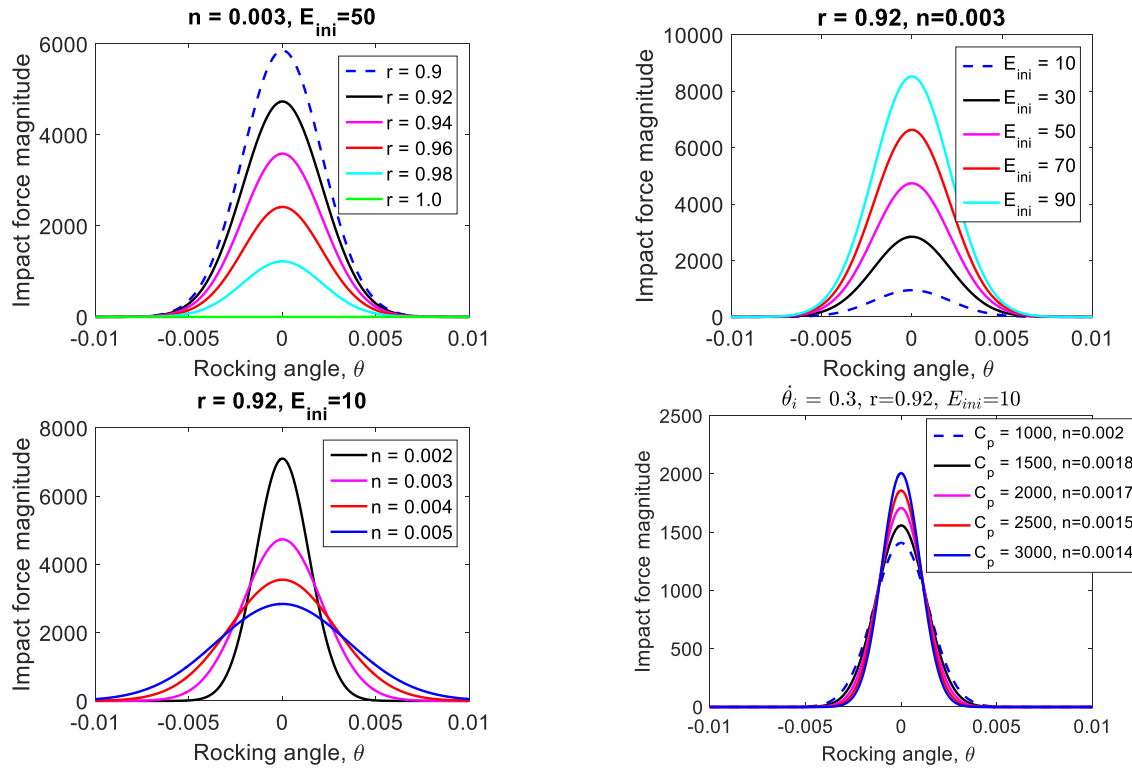 n = 0.003, E_ini=50
6000
4000
2000
0
-0.01
-0.005
0
0.005
0.01
Impact force magnitude
Rocking angle, θ
r = 0.9
r = 0.92
r = 0.94
r = 0.96
r = 0.98
r = 1.0
r = 0.92, n=0.003
10000
8000
6000
4000
2000
0
-0.01
-0.005
0
0.005
0.01
Impact force magnitude
Rocking angle, θ
E_ini = 10
E_ini = 30
E_ini = 50
E_ini = 70
E_ini = 90
r = 0.92, E_ini=10
8000
6000
4000
2000
0
-0.01
-0.005
0
0.005
0.01
Impact force magnitude
Rocking angle, θ
n = 0.002
n = 0.003
n = 0.004
n = 0.005
θ̇_i = 0.3, r=0.92, E_ini=10
2500
2000
1500
1000
500
0
-0.01
-0.005
0
0.005
0.01
Impact force magnitude
Rocking angle, θ
C_p = 1000, n=0.002
C_p = 1500, n=0.0018
C_p = 2000, n=0.0017
C_p = 2500, n=0.0015
C_p = 3000, n=0.0014